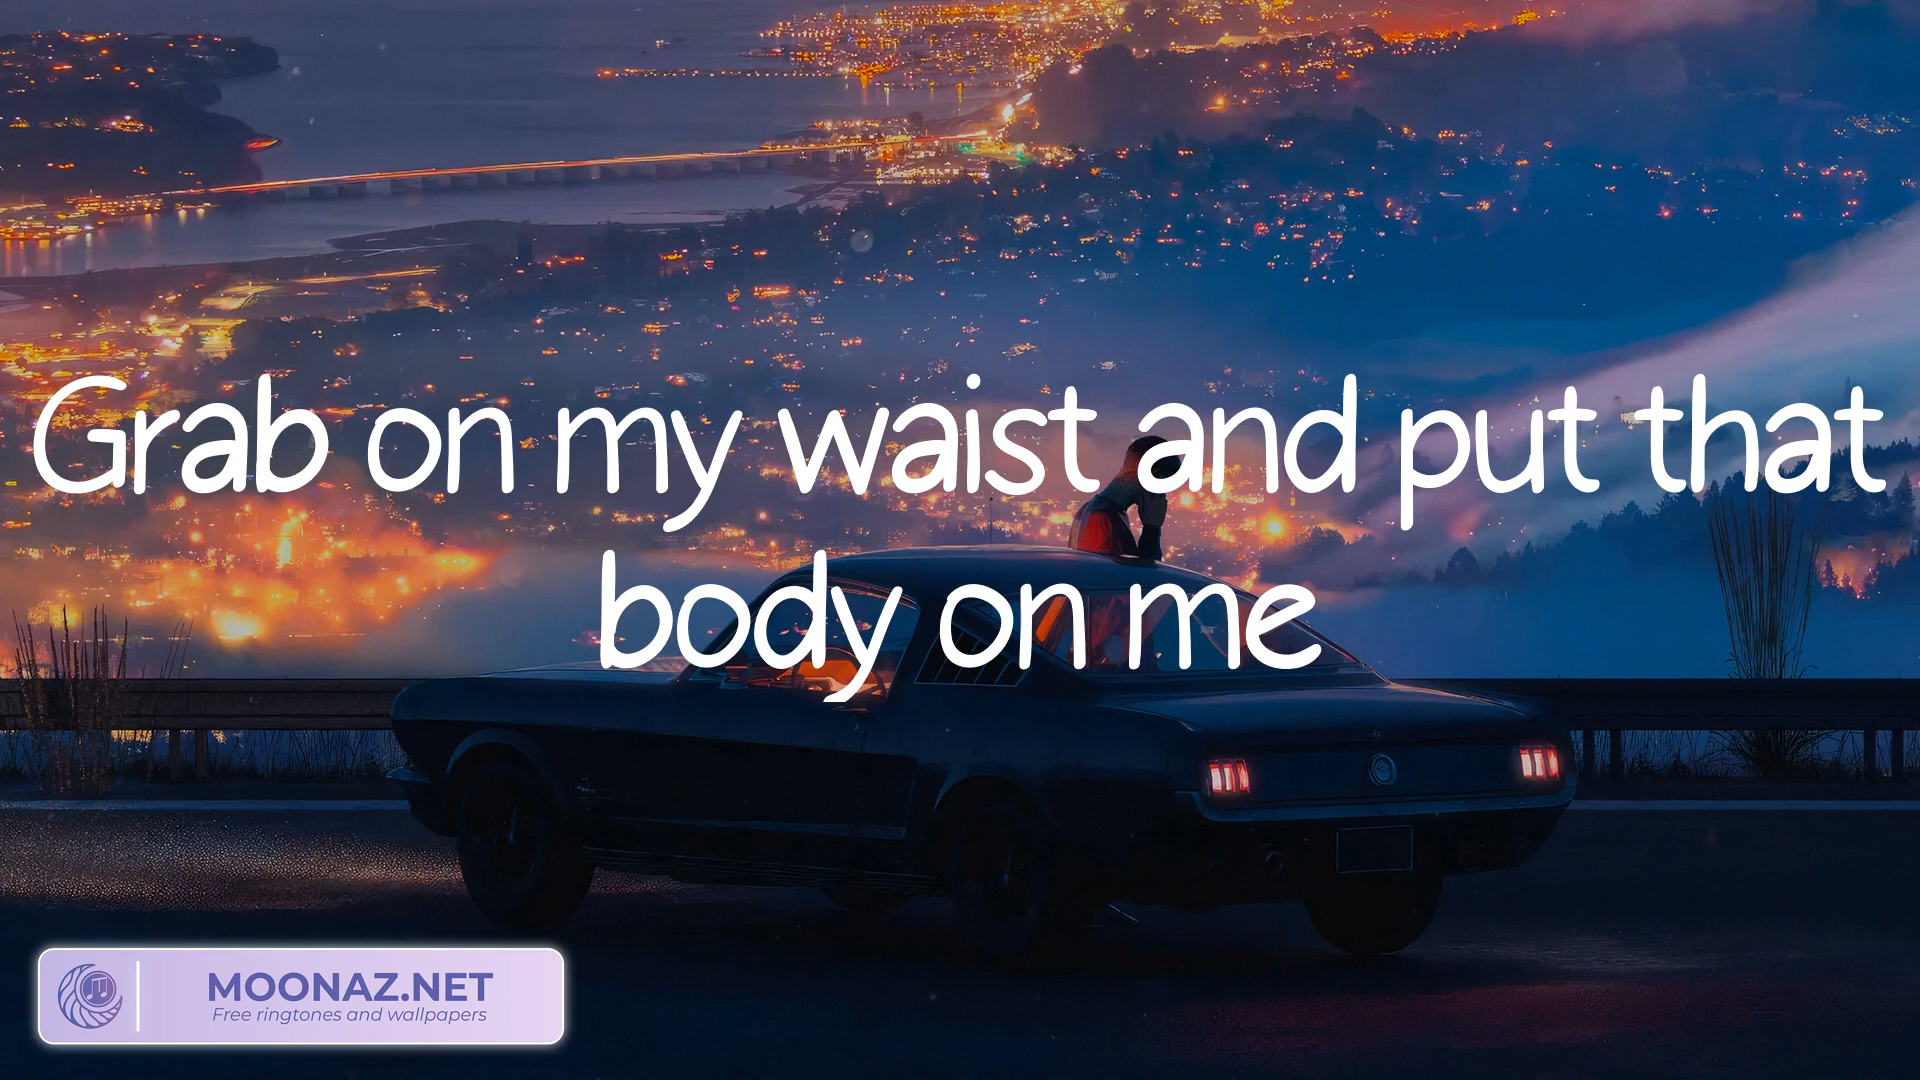 Grab on my waist and put that
body on me
MOONAZ.NET
Free ringtones and wallpapers